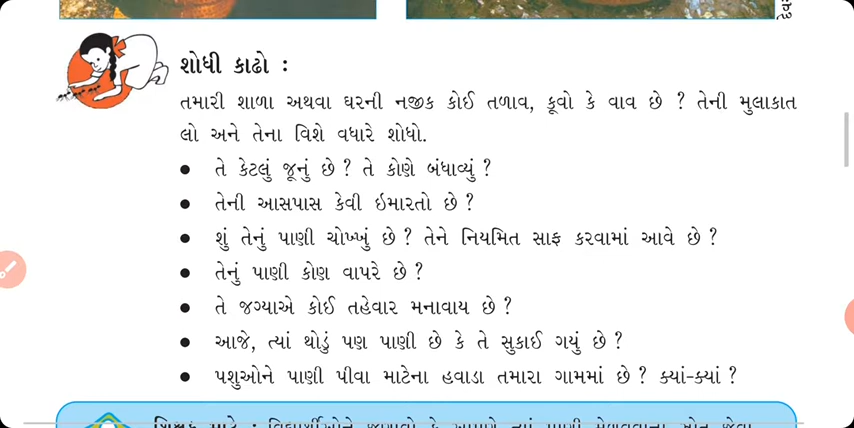 શોધી કાઢો :
તમારી શાળા અથવા ઘરની નજીક કોઈ તળાવ, કૂવો કે વાવ છે ? તેની મુલાકાત
લો અને તેના વિશે વધારે શોધો.
• તે કેટલું જૂનું છે ? તે કોણે બંધાવ્યું ?
• તેની આસપાસ કેવી ઇમારતો છે ?
• શું તેનું પાણી ચોખ્ખું છે ? તેને નિયમિત સાફ કરવામાં આવે છે ?
• તેનું પાણી કોણ વાપરે છે ?
• તે જગ્યાએ કોઈ તહેવાર મનાવાય છે ?
• આજે, ત્યાં થોડું પણ પાણી છે કે તે સુકાઈ ગયું છે ?
• પશુઓને પાણી પીવા માટેના હવાડા તમારા ગામમાં છે ? ક્યાં-ક્યાં ?